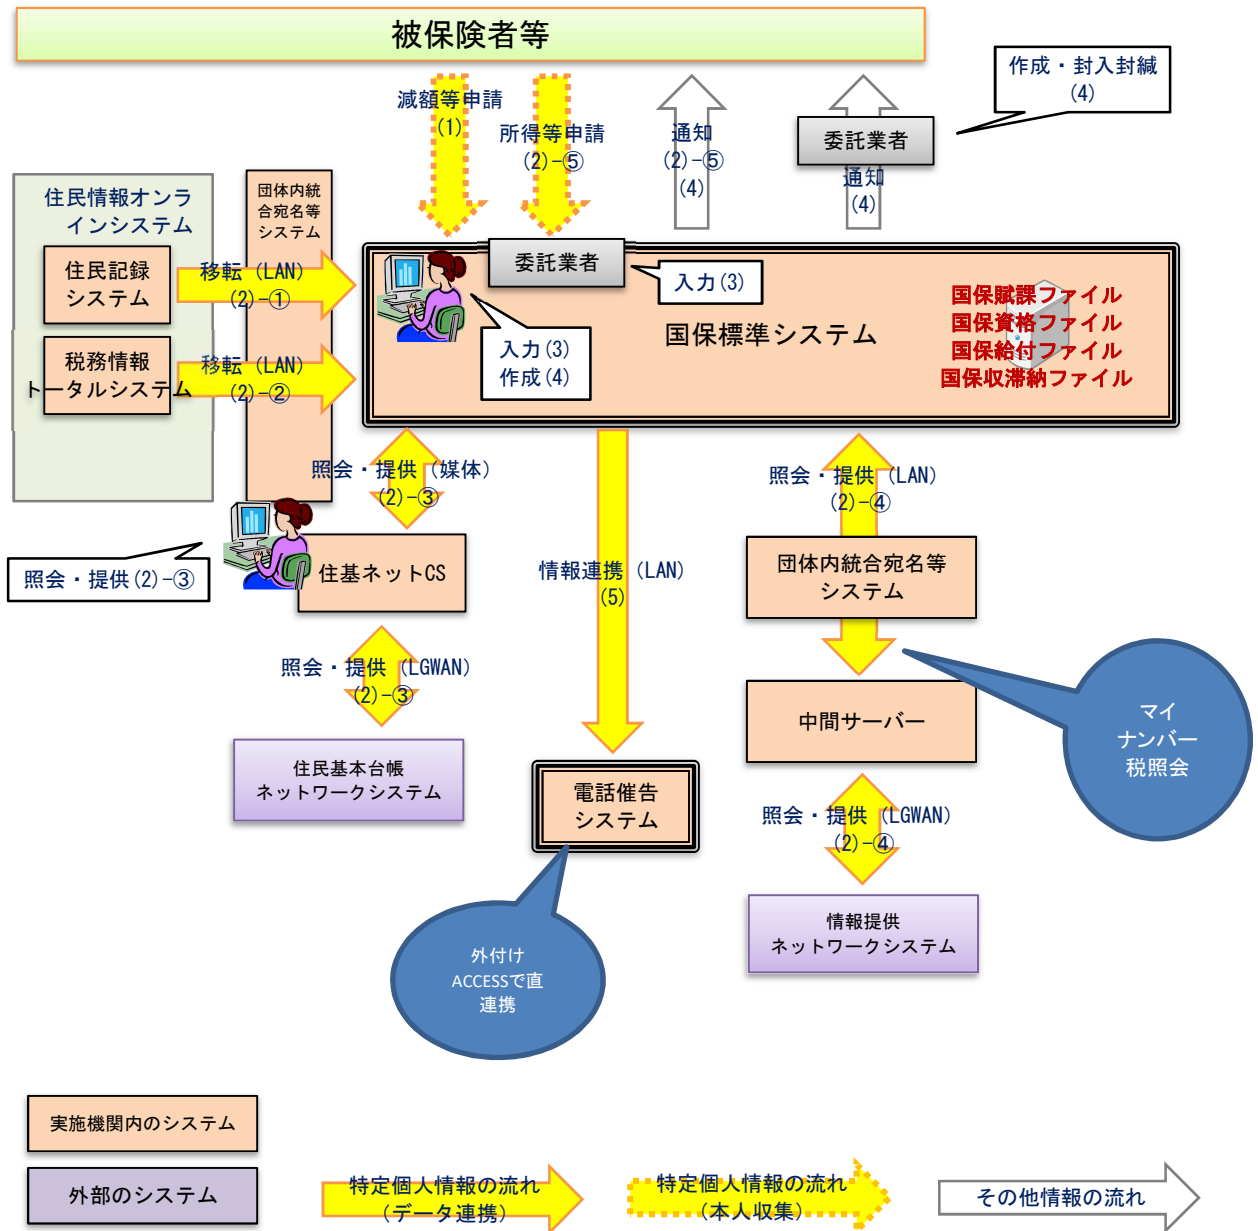 被保険者等
作成・封入封緘
(4)
減額等申請
(1)
所得等申請
(2)-⑤
通知
(2)-⑤
(4)
委託業者
通知
(4)
住民情報オンラ
インシステム
団体内統
合宛名等
システム
住民記録
システム
移転（LAN）
(2)-①
税務情報
トータルシステム
移転（LAN）
(2)-②
委託業者
入力(3)
入力(3)
作成(4)
国保標準システム
国保賦課ファイル
国保資格ファイル
国保給付ファイル
国保収滞納ファイル
照会・提供（媒体）
(2)-③
照会・提供（LAN）
(2)-④
照会・提供(2)-③
住基ネットCS
情報連携（LAN）
(5)
団体内統合宛名等
システム
照会・提供（LGWAN）
(2)-③
中間サーバー
マイ
ナンバー
税照会
住民基本台帳
ネットワークシステム
電話催告
システム
照会・提供（LGWAN）
(2)-④
外付け
ACCESSで直
連携
情報提供
ネットワークシステム
実施機関内のシステム
外部のシステム
特定個人情報の流れ
（データ連携）
特定個人情報の流れ
（本人収集）
その他情報の流れ